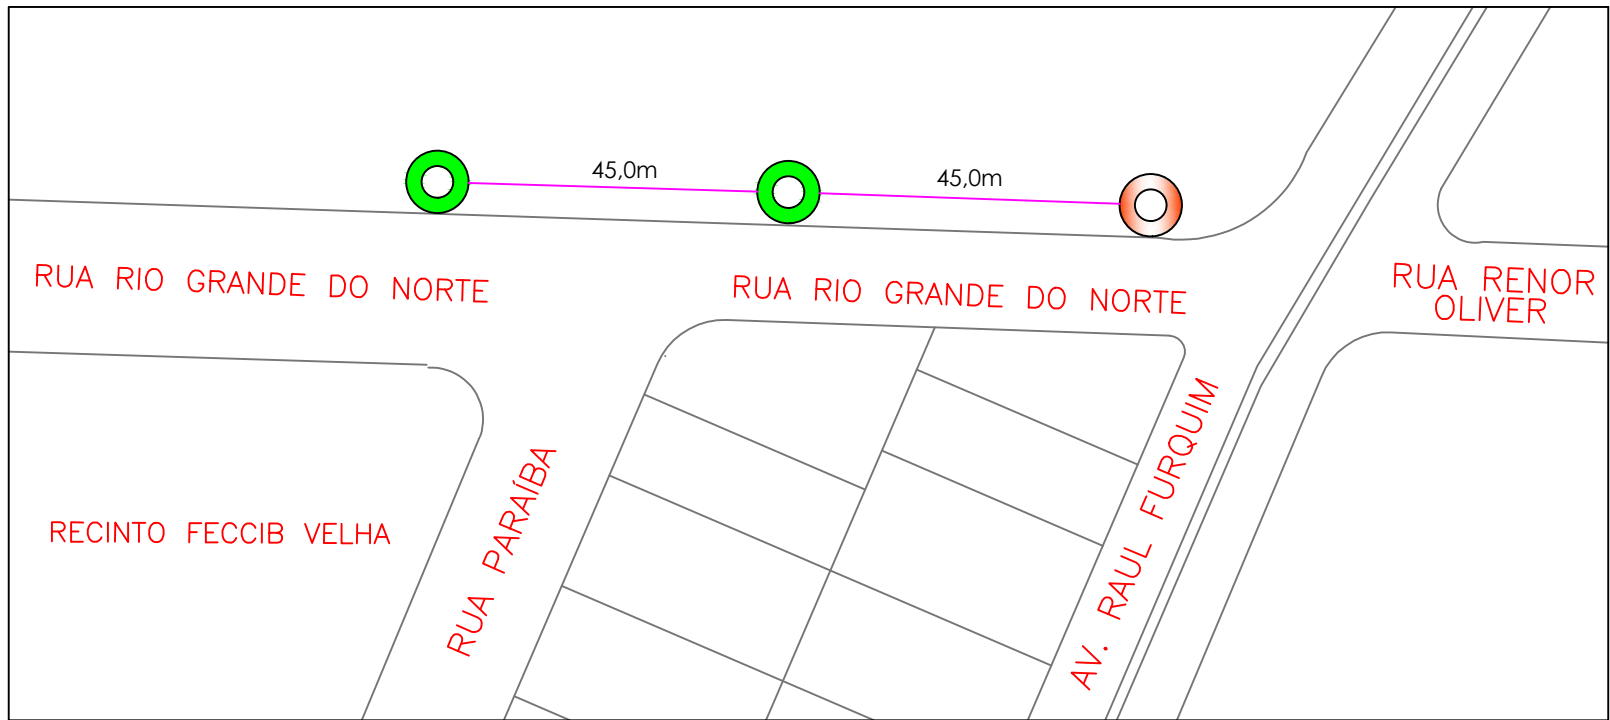 45,0m
45,0m
RUA RIO GRANDE DO NORTE
RUA RIO GRANDE DO NORTE
RUA RENOR
OLIVER
RECINTO FECCIB VELHA
RUA PARAÍBA
AV. RAUL FURQUIM